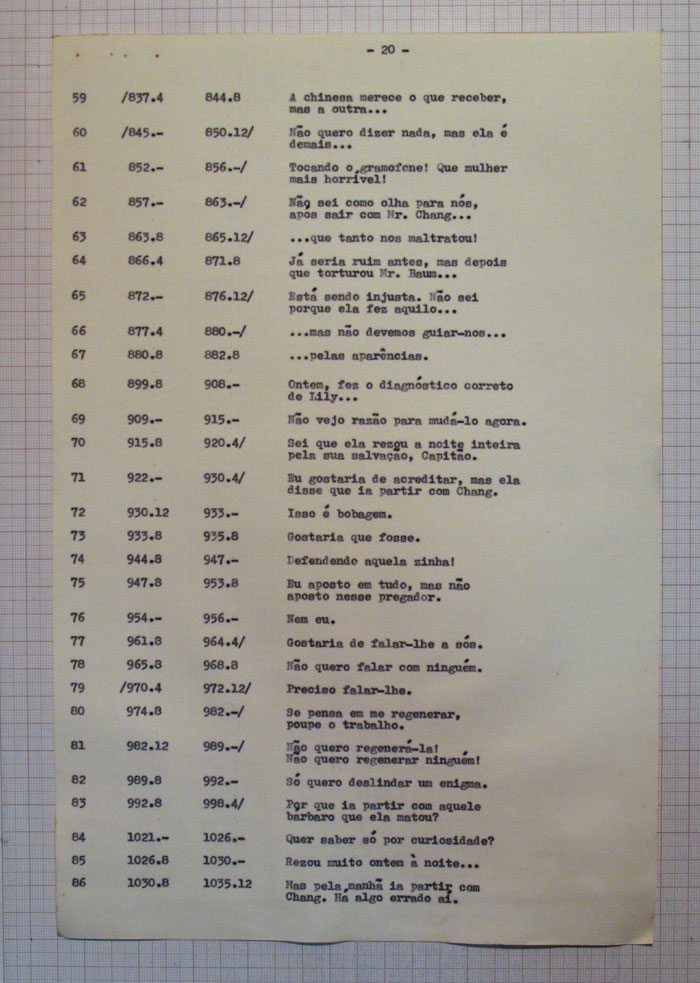 - 20 -
59 /837.4 844.8 A chinesa merece o que receber,
mas a outra...
60 /845.- 850.12/ Não quero dizer nada, mas ela é
demais...
61 852.- 856.-/ Tocando o gramofone! Que mulher
mais horrível!
62 857.- 863.-/ Não sei como olha para nós,
apos sair com Mr. Chang...
63 863.8 865.12/ ...que tanto nos maltratou!
64 866.4 871.8 Já seria ruim antes, mas depois
que torturou Mr. Baum...
65 872.- 876.12/ Está sendo injusta. Não sei
porque ela fez aquilo...
66 877.4 880.-/ ...mas não devemos guiar-nos...
67 880.8 882.8 ...pelas aparências.
68 899.8 908.- Ontem, fez o diagnóstico correto
de Lily...
69 909.- 915.- Não vejo razão para mudá-lo agora.
70 915.8 920.4/ Sei que ela rezou a noite inteira
pela sua salvação, Capitão.
71 922.- 930.4/ Eu gostaria de acreditar, mas ela
disse que ia partir com Chang.
72 930.12 933.- Isso é bobagem.
73 933.8 935.8 Gostaria que fosse.
74 944.8 947.- Defendendo aquela zinha!
75 947.8 953.8 Eu aposto em tudo, mas não
aposto nesse pregador.
76 954.- 956.- Nem eu.
77 961.8 964.4/ Gostaria de falar-lhe a sós.
78 965.8 968.8 Não quero falar com ninguém.
79 /970.4 972.12/ Preciso falar-lhe.
80 974.8 982.-/ Se pensa em me regenerar,
poupe o trabalho.
81 982.12 989.-/ Não quero regenerá-la!
Não quero regenerar ninguém!
82 989.8 992.- Só quero deslindar um enigma.
83 992.8 998.4/ Por que ia partir com aquele
barbaro que ela matou?
84 1021.- 1026.- Quer saber só por curiosidade?
85 1026.8 1030.- Rezou muito ontem à noite...
86 1030.8 1035.12 Mas pela manhã ia partir com
Chang. Há algo errado aí.